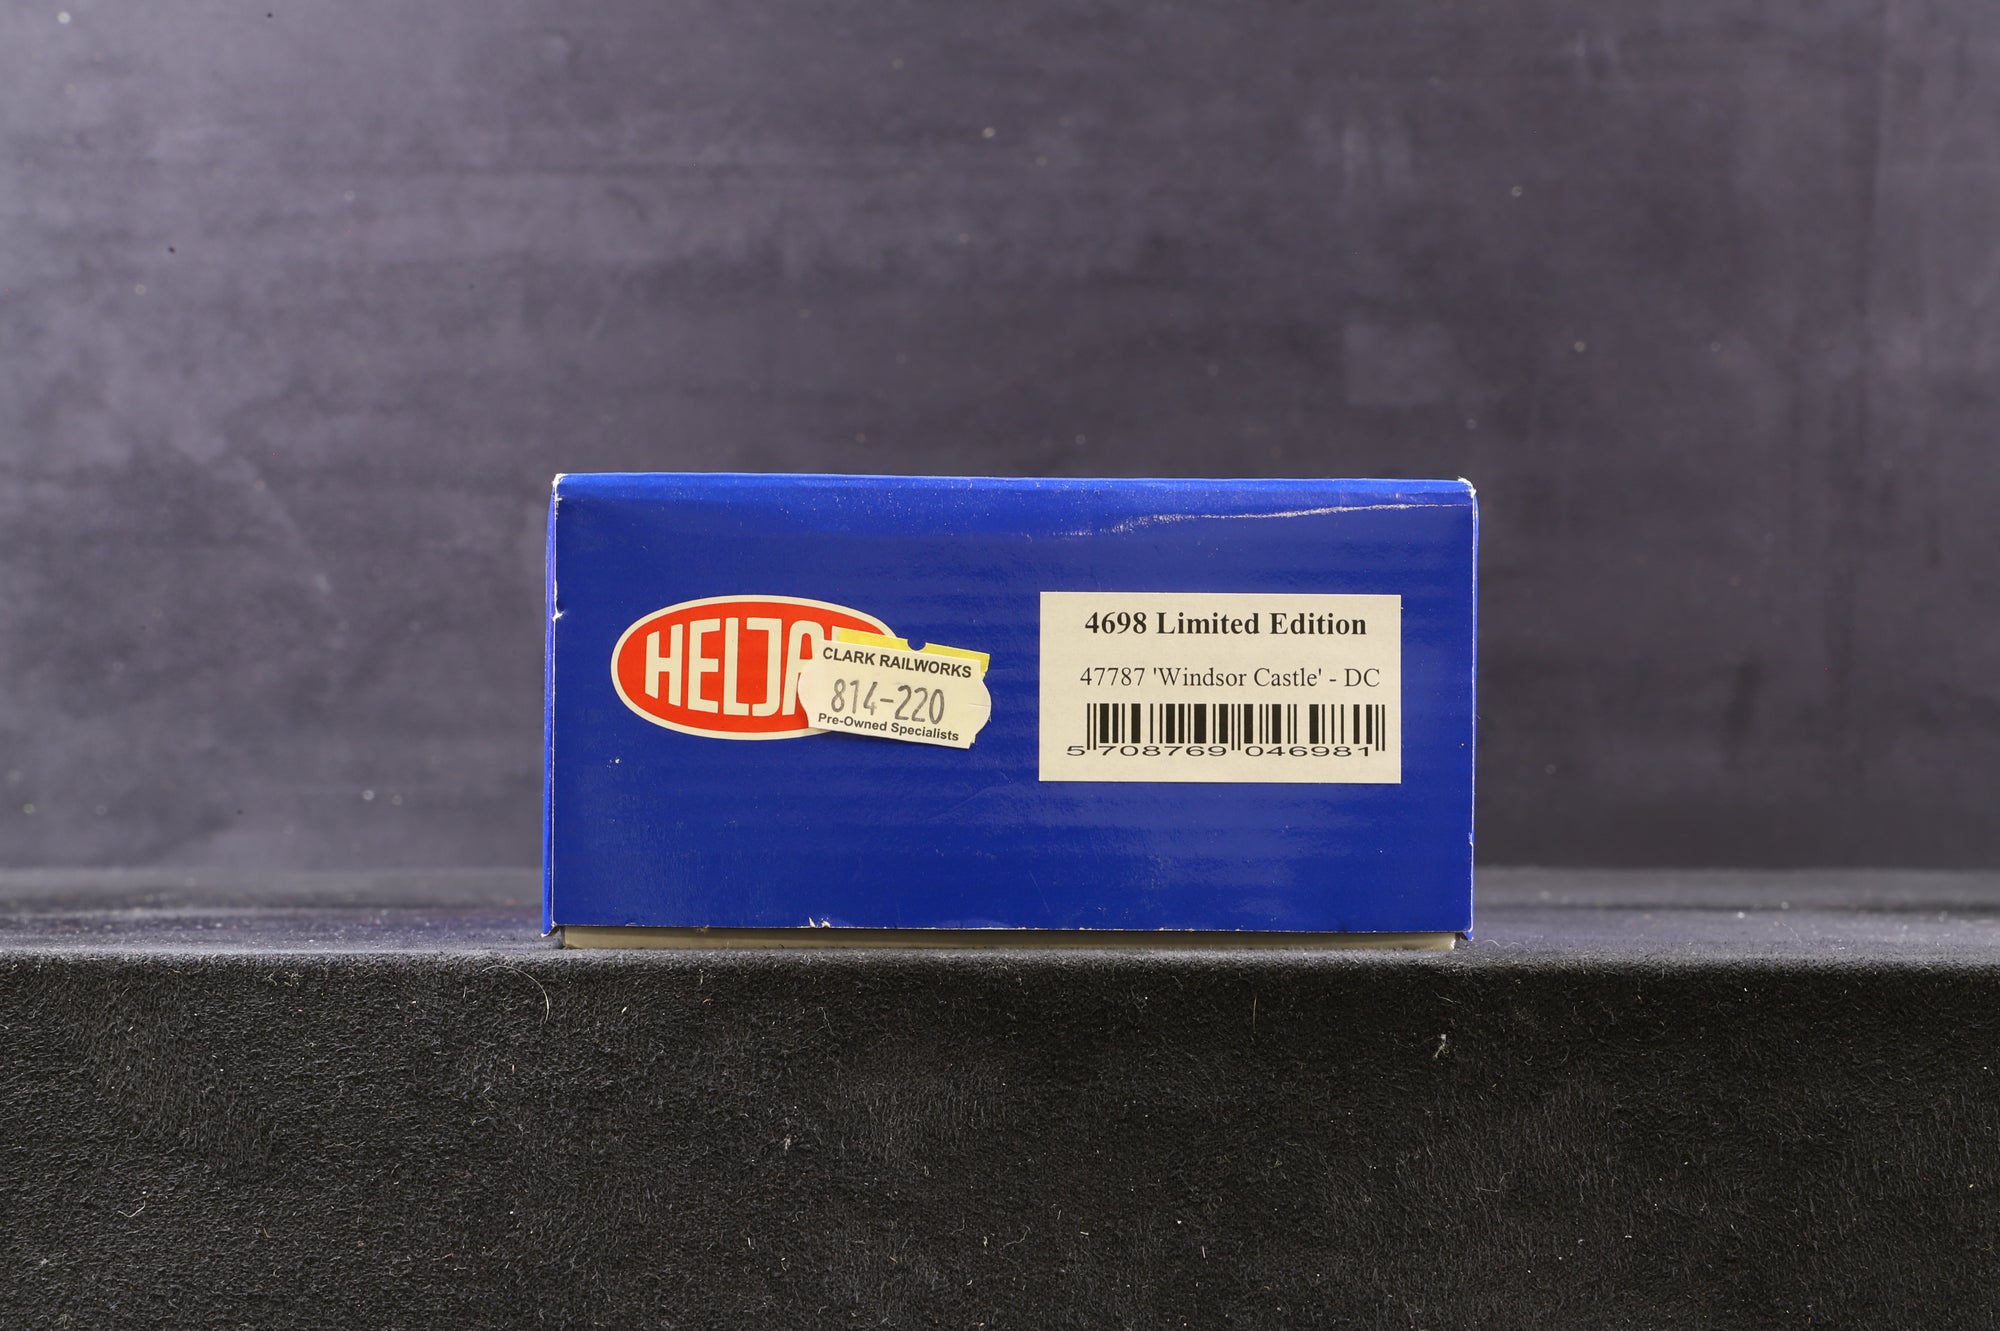 HELJA
CLARK RAILWORKS
814-220
Pre-Owned Specialists
4698 Limited Edition
47787 'Windsor Castle' - DC
5 708769 046981